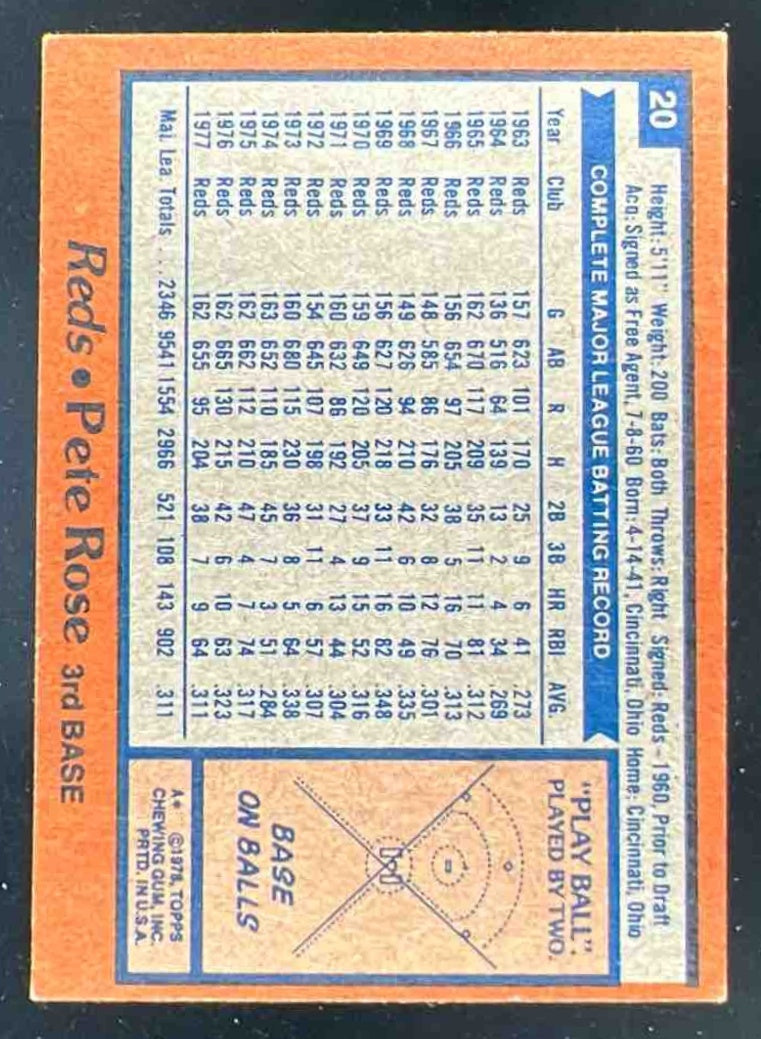 20
Height: 5'11" Weight: 200 Bats: Both Throws: Right Signed: Reds-1960, Prior to Draft
Acq: Signed as Free Agent, 7-8-60 Born: 4-14-41, Cincinnati, Ohio Home: Cincinnati, Ohio
COMPLETE MAJOR LEAGUE BATTING RECORD
Year Club G AB R H 2B 3B HR RBI AVG.
1963 Reds 157 623 101 170 25 9 6 41 .273
1964 Reds 136 516 64 139 13 2 4 34 .269
1965 Reds 162 670 117 209 35 11 11 81 .312
1966 Reds 156 654 97 205 38 5 16 70 .313
1967 Reds 148 585 86 176 32 8 12 76 .301
1968 Reds 149 626 94 210 42 6 10 49 .335
1969 Reds 156 627 120 218 33 11 16 82 .348
1970 Reds 159 649 120 205 37 9 15 52 .316
1971 Reds 160 632 86 192 27 4 13 44 .304
1972 Reds 154 645 107 198 31 11 6 57 .307
1973 Reds 160 680 115 230 36 8 5 64 .338
1974 Reds 163 652 110 185 45 7 3 51 .284
1975 Reds 162 662 112 210 47 4 7 74 .317
1976 Reds 162 665 130 215 42 6 10 63 .323
1977 Reds 162 655 95 204 38 7 9 64 .311
Maj. Lea. Totals ... 2346 9541 1554 2966 521 108 143 902 .311
"PLAY BALL"
PLAYED BY TWO.
BASE
ON BALLS
A* ©1978, TOPPS
CHEWING GUM, INC.
PRTD. IN U.S.A.
Reds • Pete Rose 3rd BASE